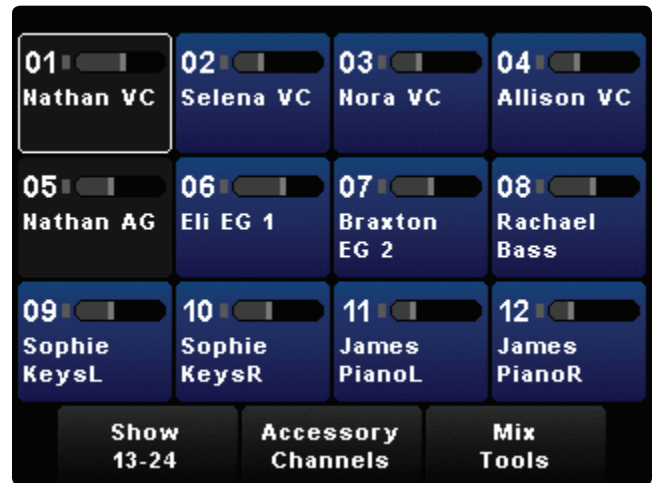 01
Nathan VC
02
Selena VC
03
Nora VC
04
Allison VC
05
Nathan AG
06
Eli EG 1
07
Braxton
EG 2
08
Rachael
Bass
09
Sophie
KeysL
10
Sophie
KeysR
11
James
PianoL
12
James
PianoR
Show
13-24
Accessory
Channels
Mix
Tools